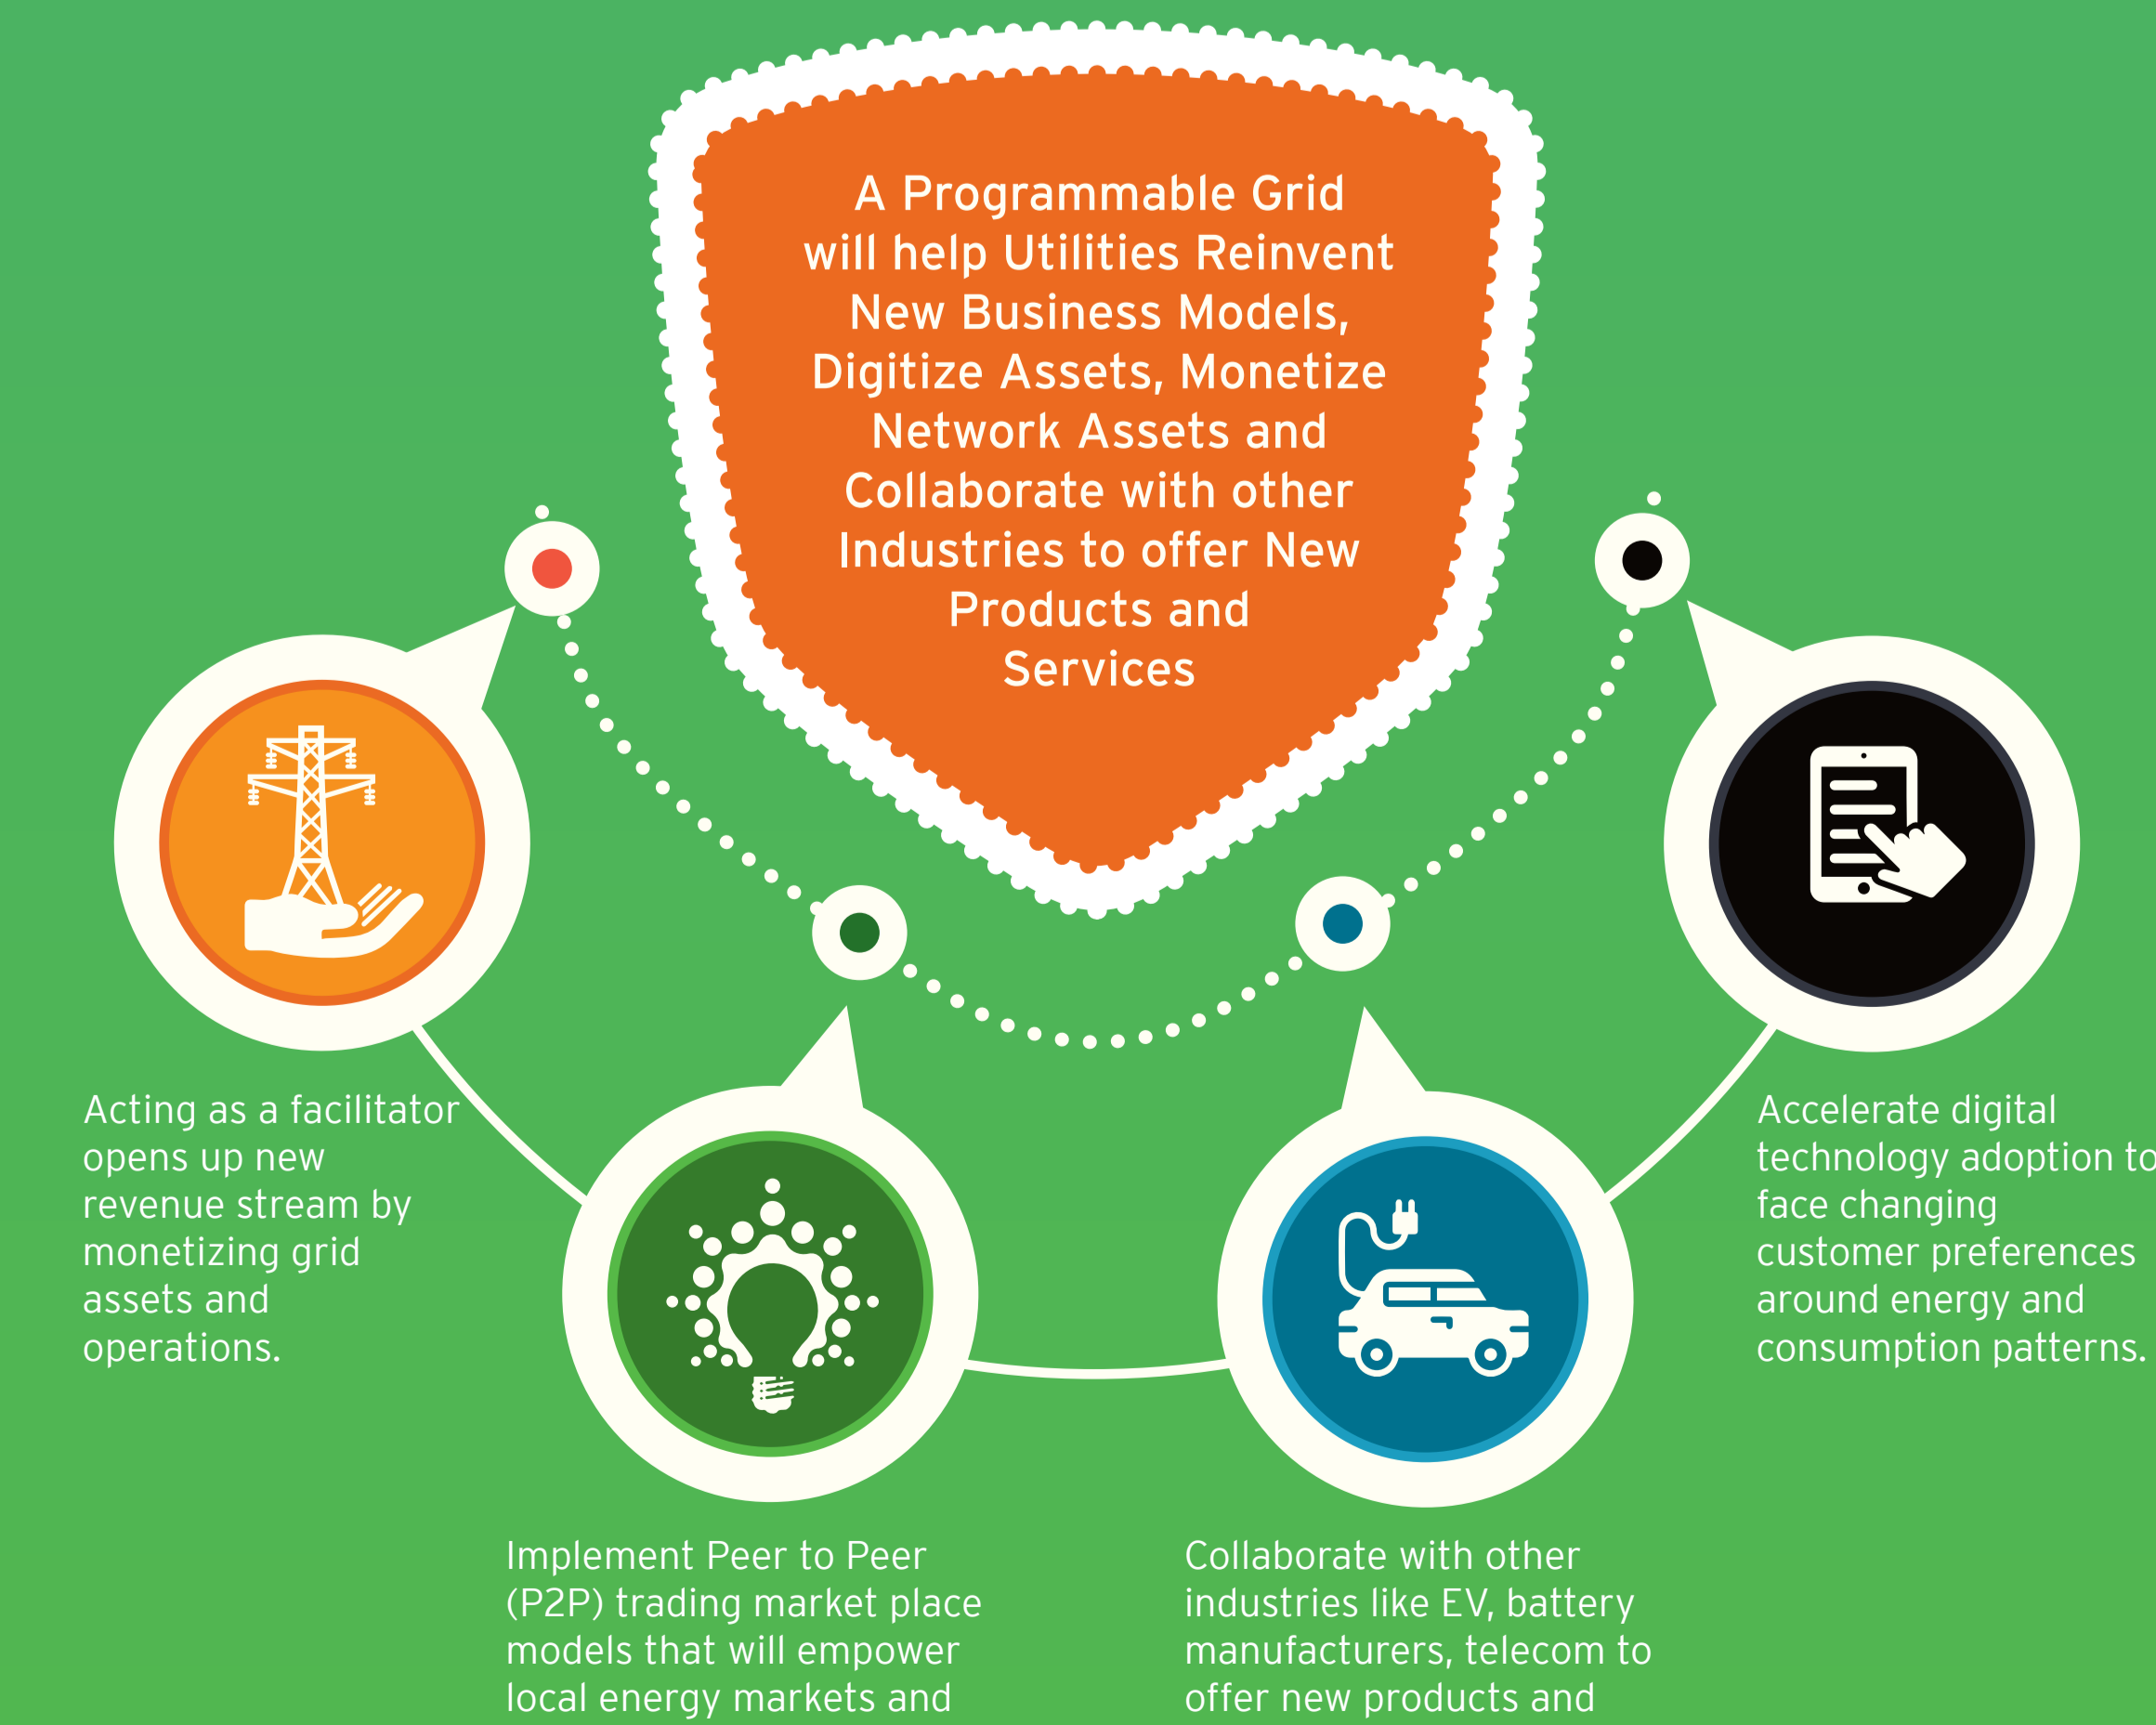 A Programmable Grid
will help Utilities Reinvent
New Business Models,
Digitize Assets, Monetize
Network Assets and
Collaborate with other
Industries to offer New
Products and
Services
Acting as a facilitator
opens up new
revenue stream by
monetizing grid
assets and
operations.
Implement Peer to Peer
(P2P) trading market place
models that will empower
local energy markets and
Collaborate with other
industries like EV, battery
manufacturers, telecom to
offer new products and
Accelerate digital
technology adoption to
face changing
customer preferences
around energy and
consumption patterns.